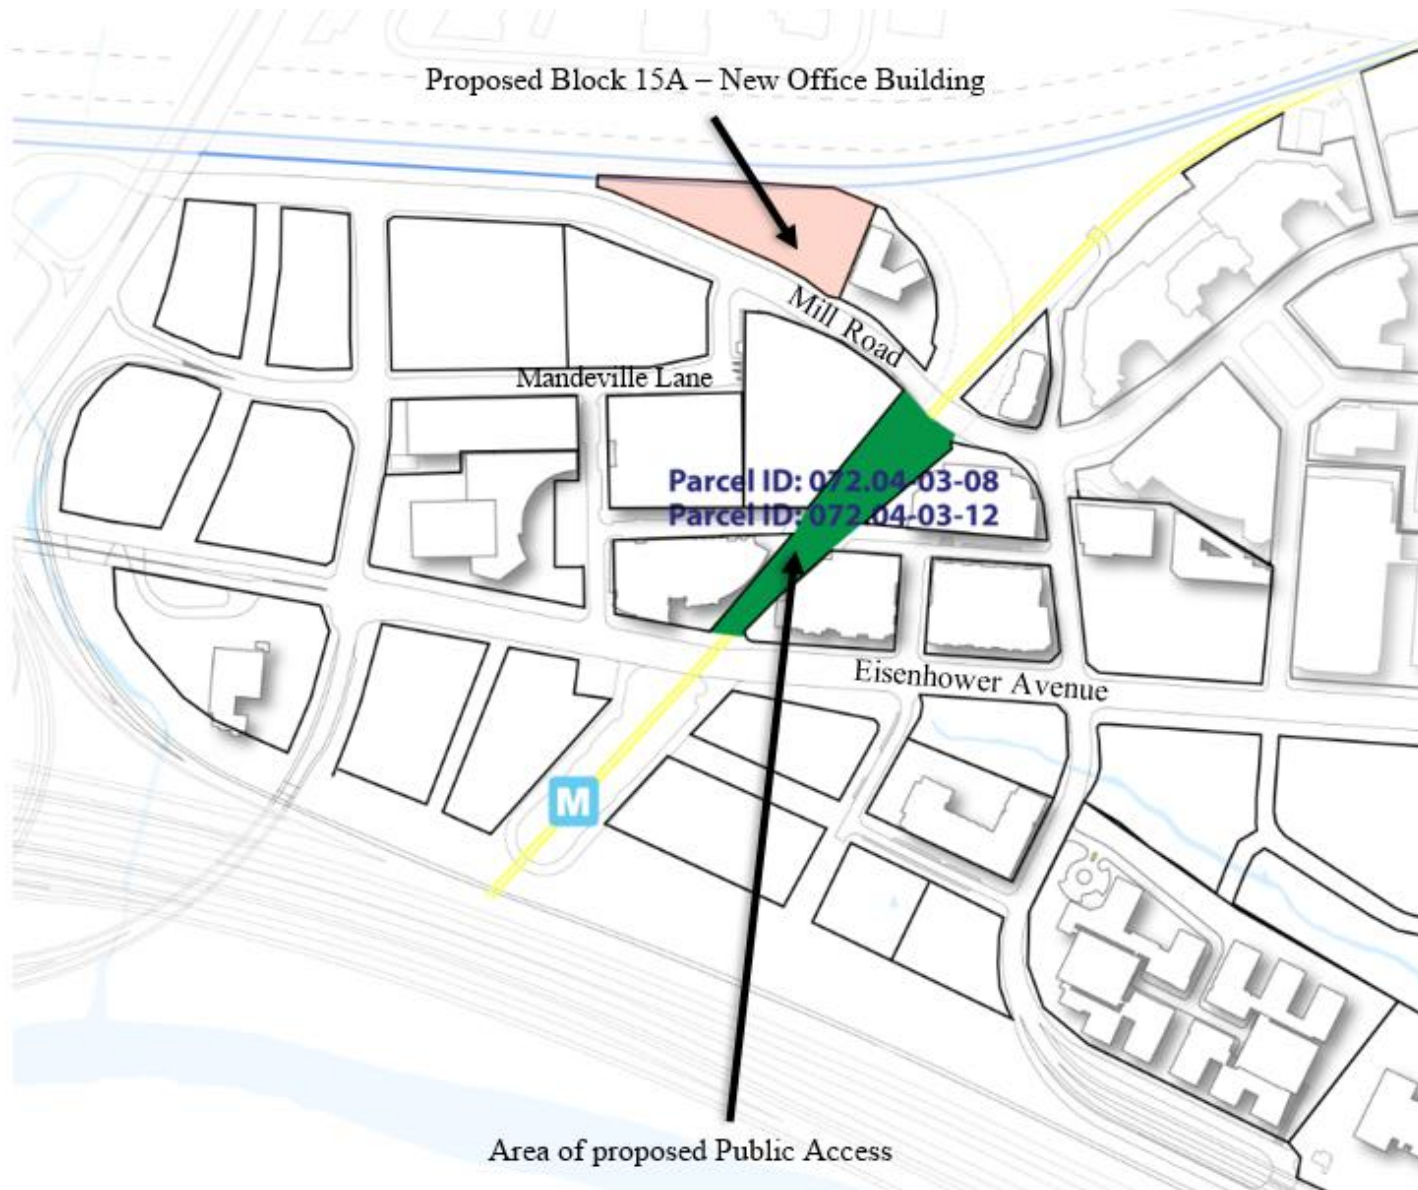 Proposed Block 15A – New Office Building
Mill Road
Mandeville Lane
Parcel ID: 072.04-03-08
Parcel ID: 072.04-03-12
Eisenhower Avenue
M
Area of proposed Public Access